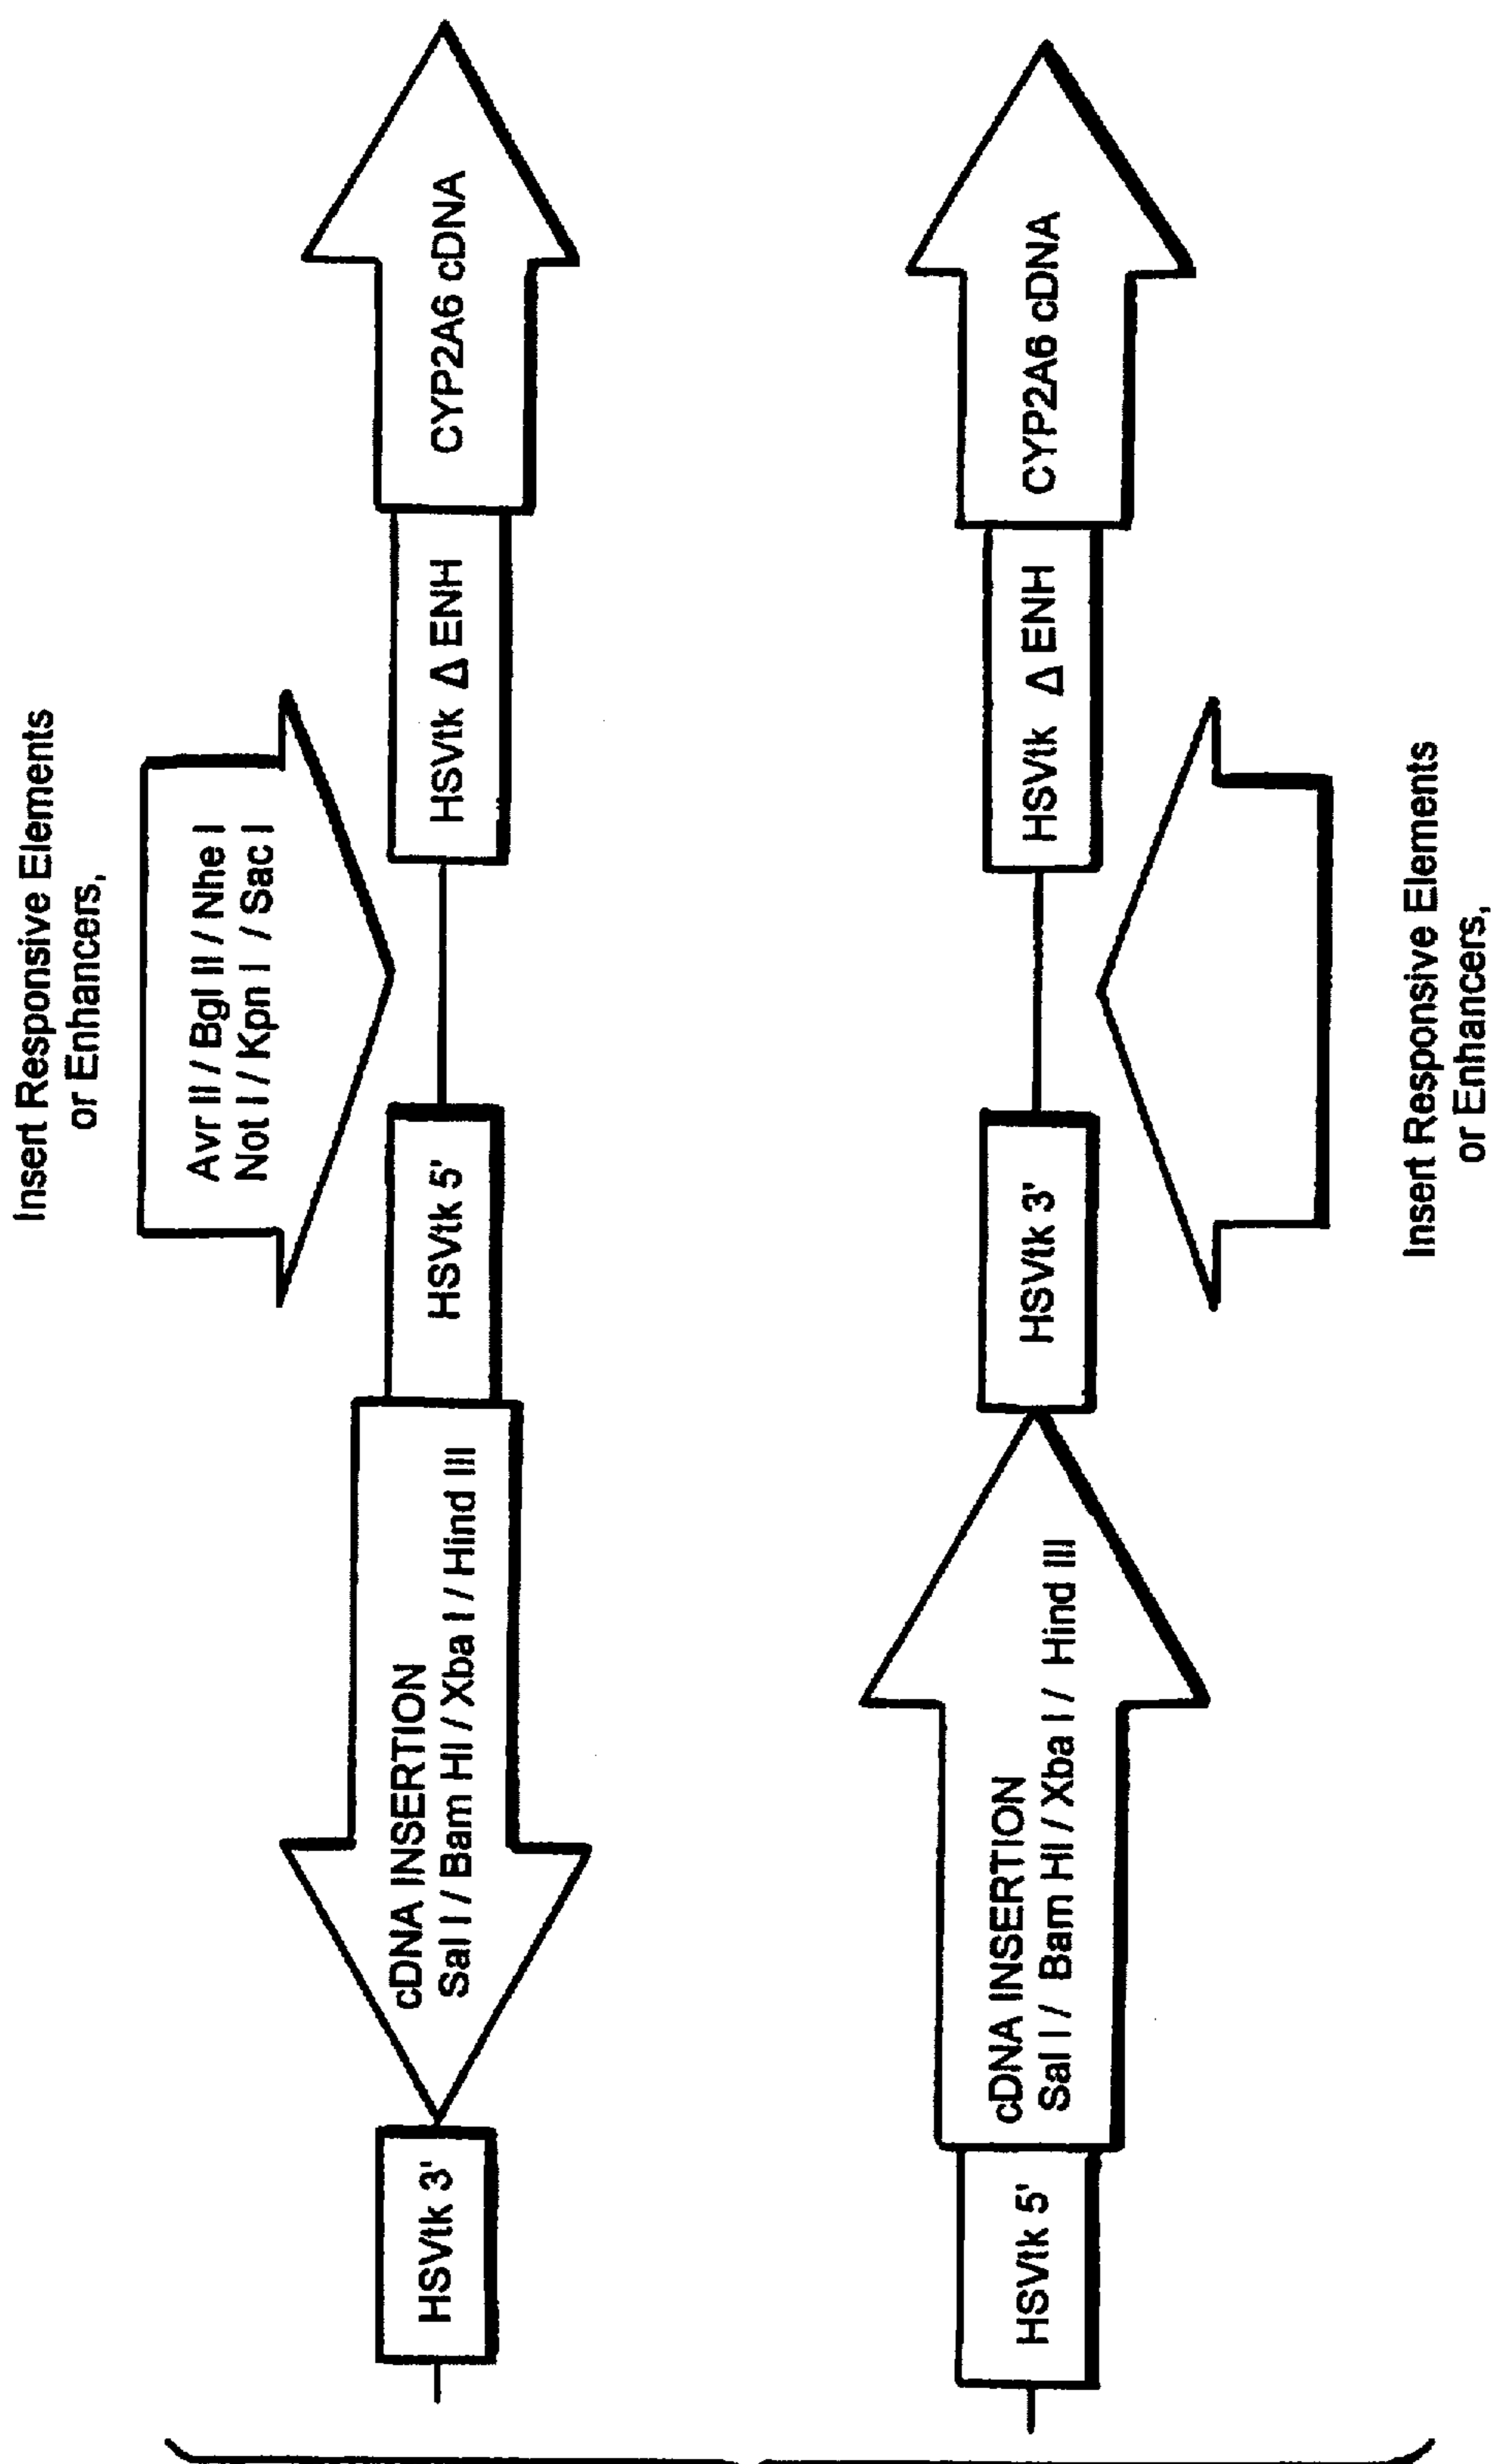 Insert Responsive Elements
or Enhancers,
Avr II / Bgl II / Nhe I
Not I / Kpn I / Sac I
HSVtk 3'
cDNA INSERTION
Sal I / Bam HI / Xba I / Hind III
HSVtk 5'
HSVtk Δ ENH
CYP2A6 cDNA
HSVtk 5'
cDNA INSERTION
Sal I / Bam HI / Xba I / Hind III
HSVtk 3'
HSVtk Δ ENH
CYP2A6 cDNA
Insert Responsive Elements
or Enhancers,